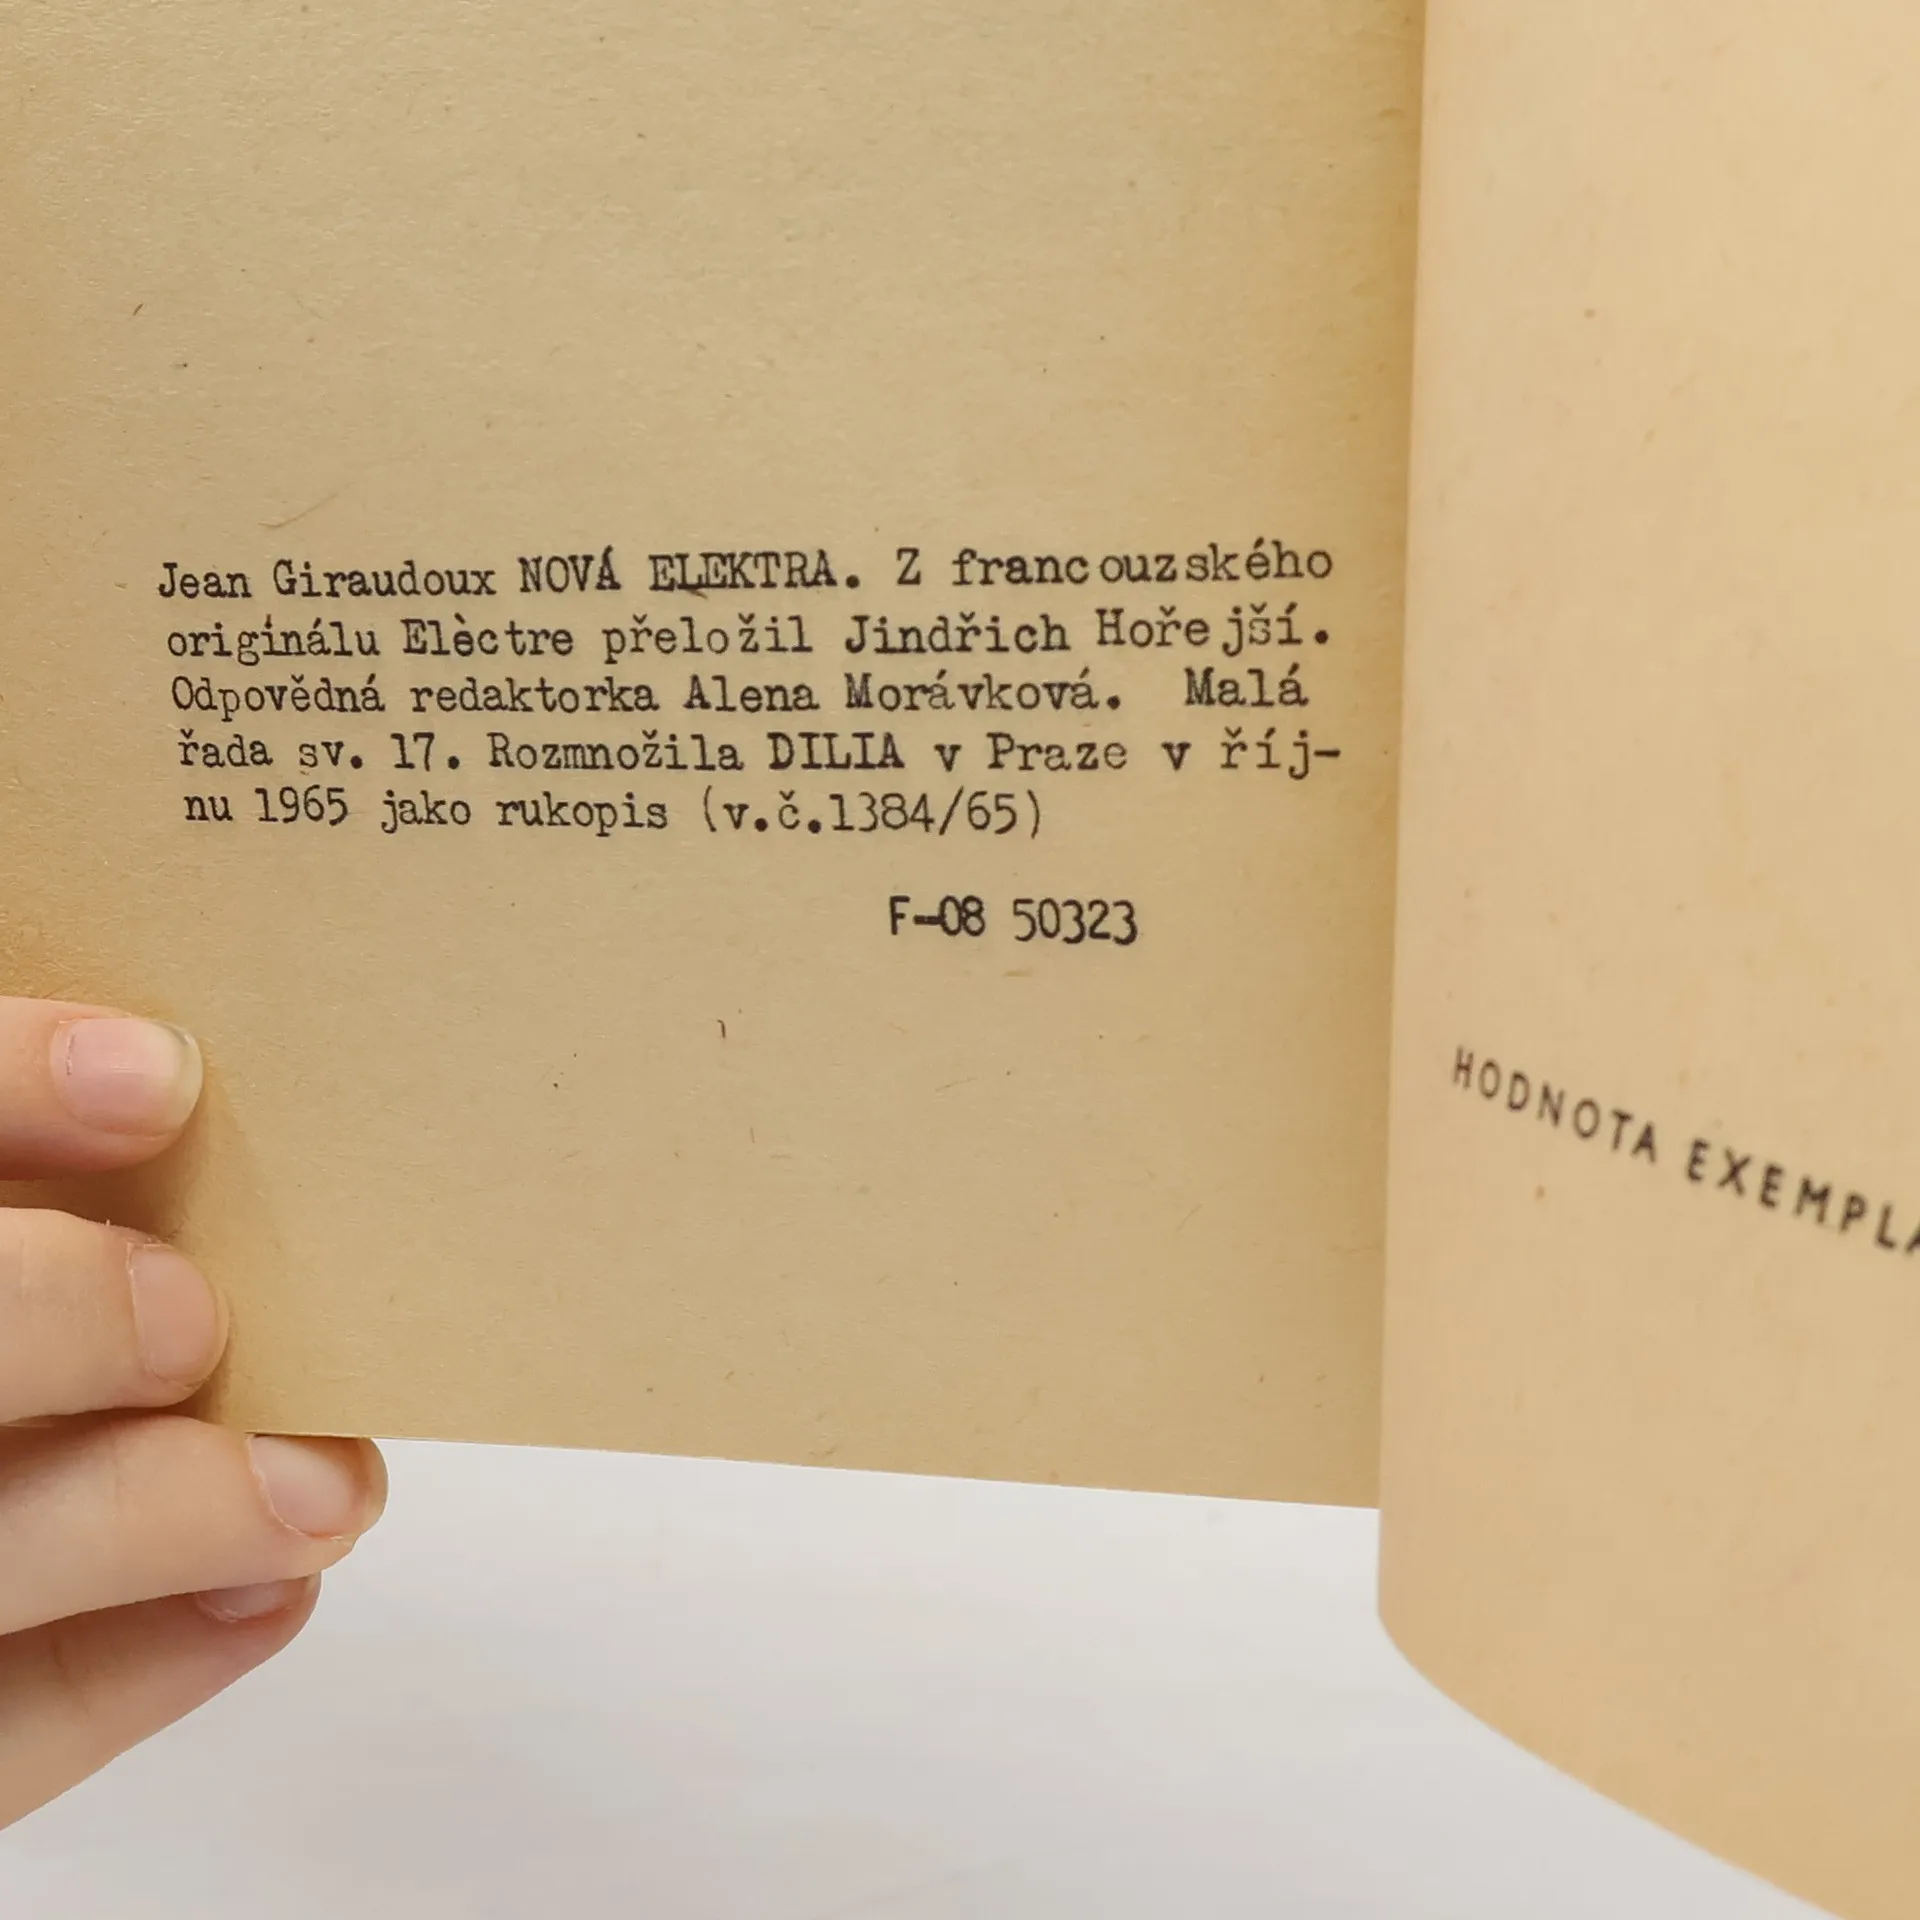 Jean Giraudoux NOVÁ ELEKTRA. Z francouzského
originálu Elèctre přeložil Jindřich Hořejší.
Odpovědná redaktorka Alena Morávková. Malá
řada sv. 17. Rozmnožila DILIA v Praze v říj-
nu 1965 jako rukopis (v.č.1384/65)
F-08 50323
HODNOTA